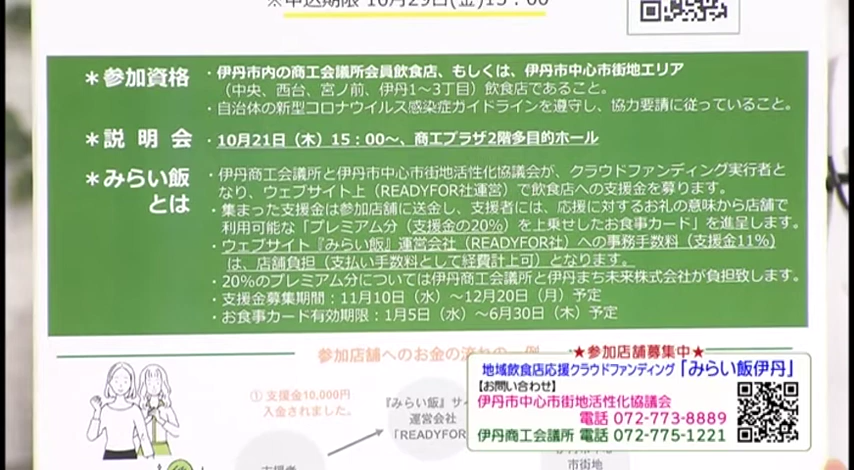 ※申込期限 10月29日(金)15：00
＊参加資格
・伊丹市内の商工会議所会員飲食店、もしくは、伊丹市中心市街地エリア
（中央、西台、宮ノ前、伊丹1～3丁目）飲食店であること。
・自治体の新型コロナウイルス感染症ガイドラインを遵守し、協力要請に従っていること。
＊説明会
・10月21日（木）15：00～、商工プラザ2階多目的ホール
＊みらい飯とは
・伊丹商工会議所と伊丹市中心市街地活性化協議会が、クラウドファンディング実行者と
なり、ウェブサイト上（READYFOR社運営）で飲食店への支援金を募ります。
・集まった支援金は参加店舗に送金し、支援者には、応援に対するお礼の意味から店舗で
利用可能な「プレミアム分（支援金の20%）を上乗せしたお食事カード」を進呈します。
・ウェブサイト『みらい飯』運営会社（READYFOR社）への事務手数料（支援金11%）
は、店舗負担（支払い手数料として経費計上可）となります。
・20%のプレミアム分については伊丹商工会議所と伊丹まち未来株式会社が負担致します。
・支援金募集期間：11月10日（水）～12月20日（月）予定
・お食事カード有効期限：1月5日（水）～6月30日（木）予定
参加店舗へのお金の流れの一例
① 支援金10,000円
入金されました。
『みらい飯』サイ
運営会社
「READYFOR
支援者
市街地
★参加店舗募集中★
地域飲食店応援クラウドファンディング「みらい飯伊丹」
【お問い合わせ】
伊丹市中心市街地活性化協議会
電話 072-773-8889
伊丹商工会議所 電話 072-775-1221